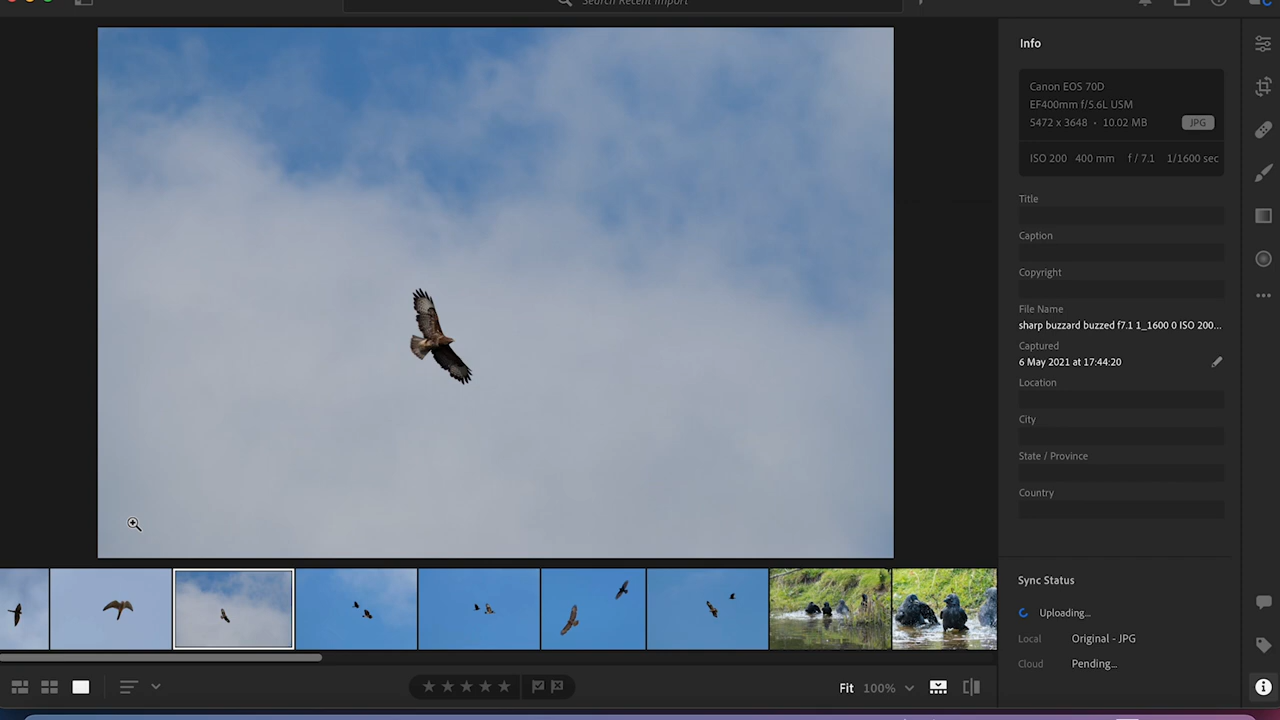 Search Recent Import
Info
Canon EOS 70D
EF400mm f/5.6L USM
5472 x 3648 • 10.02 MB
JPG
ISO 200 400 mm f / 7.1 1/1600 sec
Title
Caption
Copyright
File Name
sharp buzzard buzzed f7.1 1_1600 0 ISO 200...
Captured
6 May 2021 at 17:44:20
Location
City
State / Province
Country
Sync Status
Uploading...
Local Original - JPG
Cloud Pending...
Fit 100%